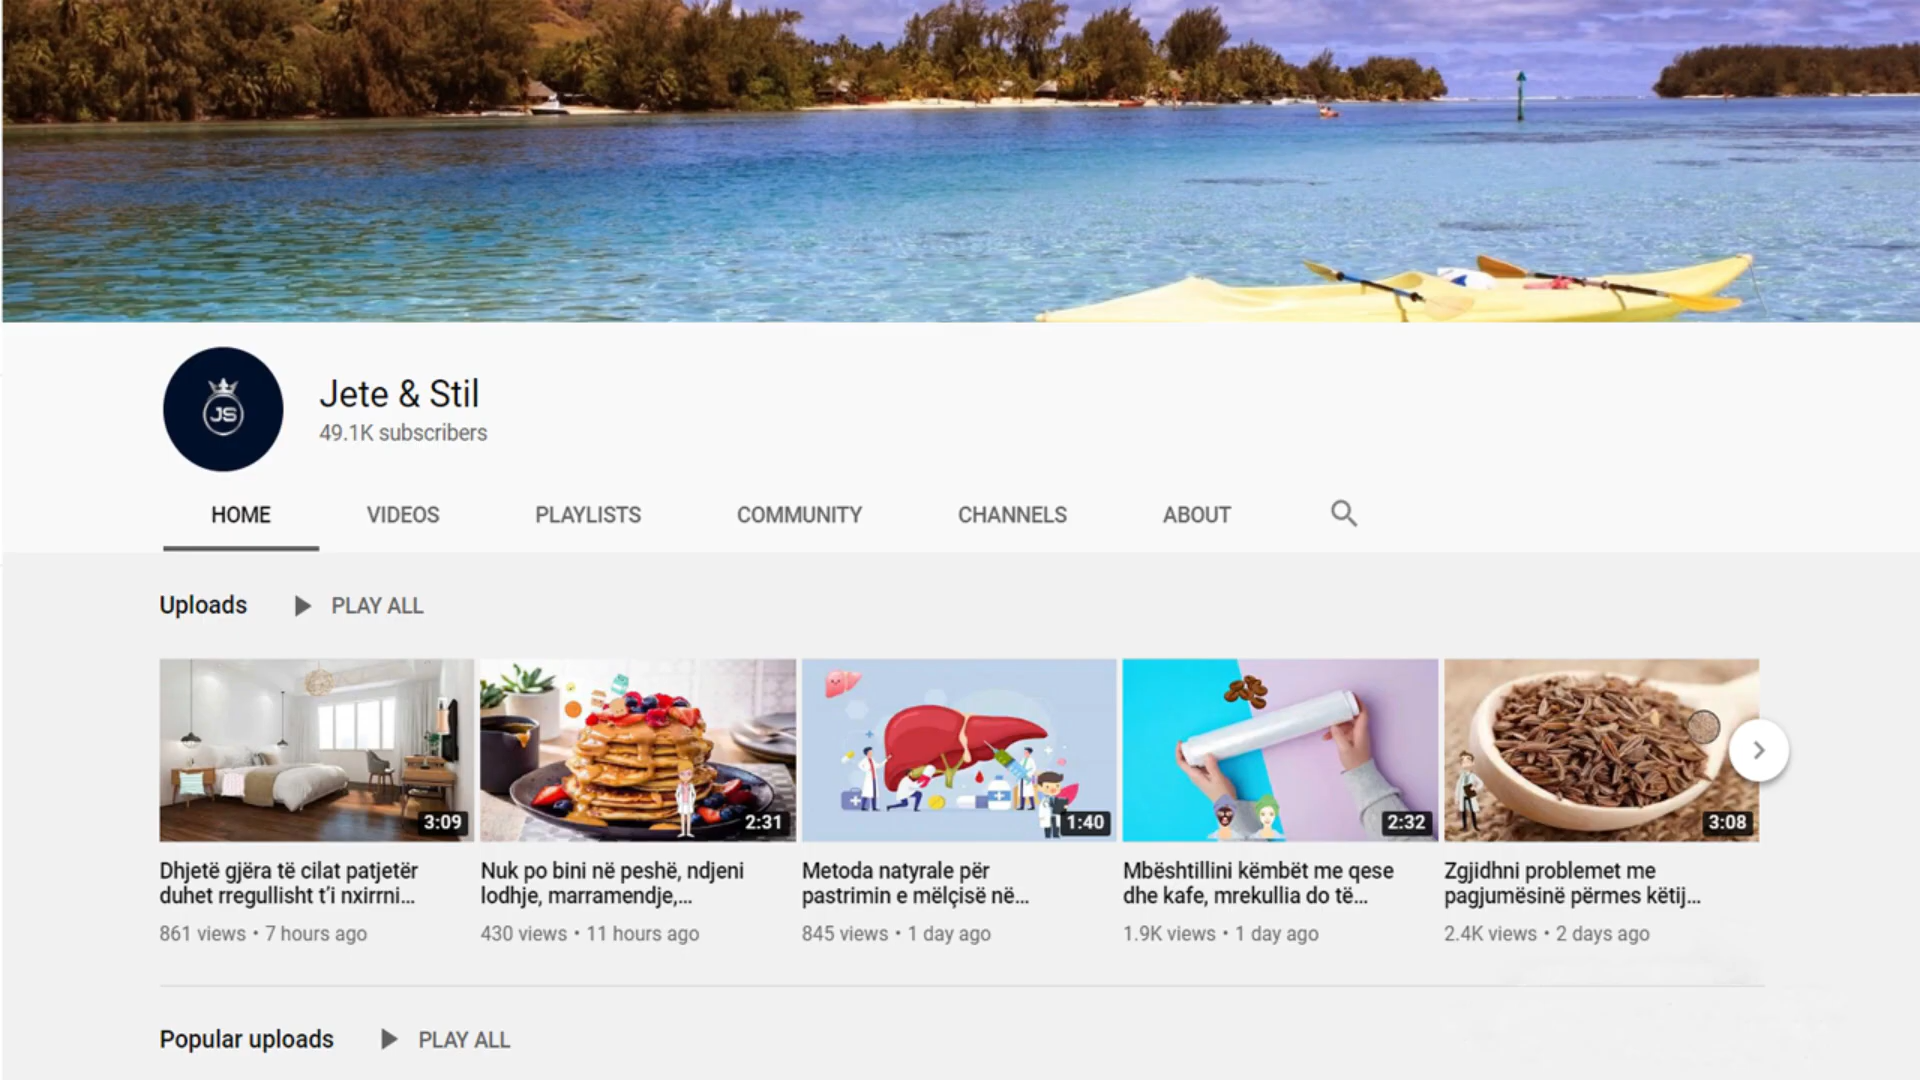 JS
Jete & Stil
49.1K subscribers
HOME VIDEOS PLAYLISTS COMMUNITY CHANNELS ABOUT
Uploads PLAY ALL
3:09 2:31 1:40 2:32 3:08
Dhjetë gjëra të cilat patjetër
duhet rregullisht t'i nxirrni...
861 views • 7 hours ago
Nuk po bini në peshë, ndjeni
lodhje, marramendje,...
430 views • 11 hours ago
Metoda natyrale për
pastrimin e mëlçisë në...
845 views • 1 day ago
Mbështillini këmbët me qese
dhe kafe, mrekullia do të...
1.9K views • 1 day ago
Zgjidhni problemet me
pagjumësinë përmes këtij...
2.4K views • 2 days ago
Popular uploads PLAY ALL